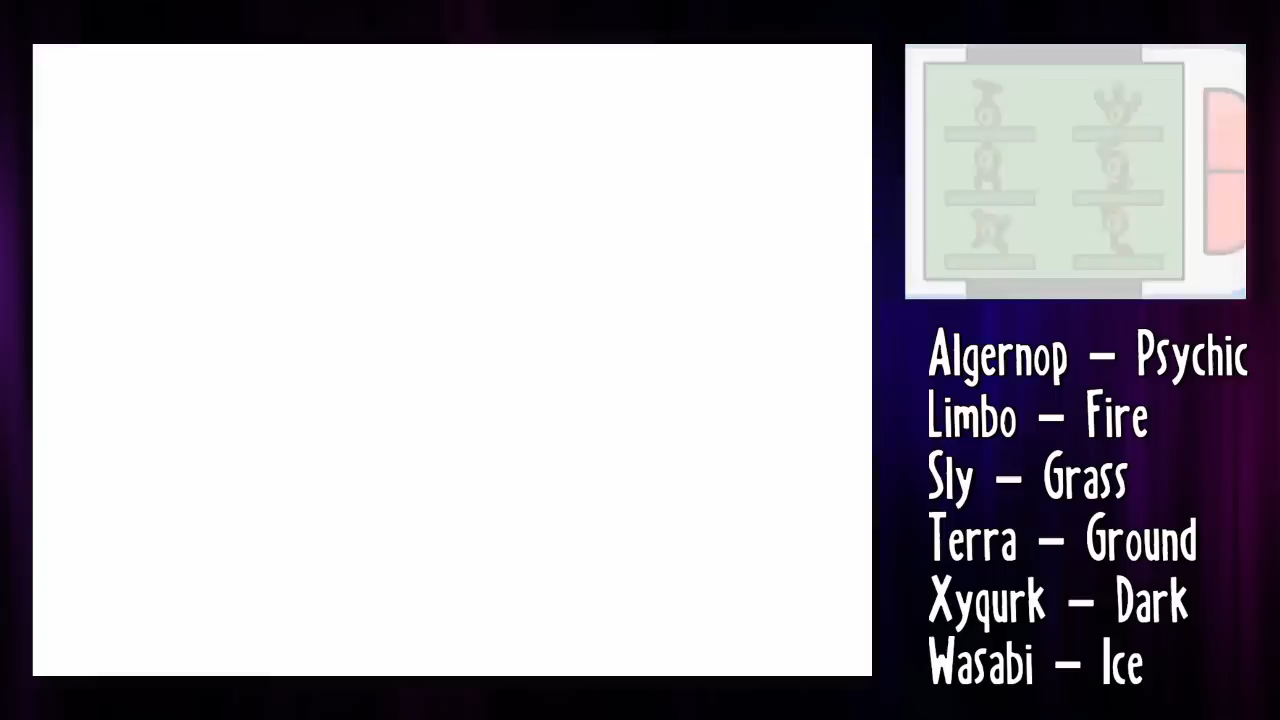 Algernop – Psychic
Limbo – Fire
Sly – Grass
Terra – Ground
Xyqurk – Dark
Wasabi – Ice